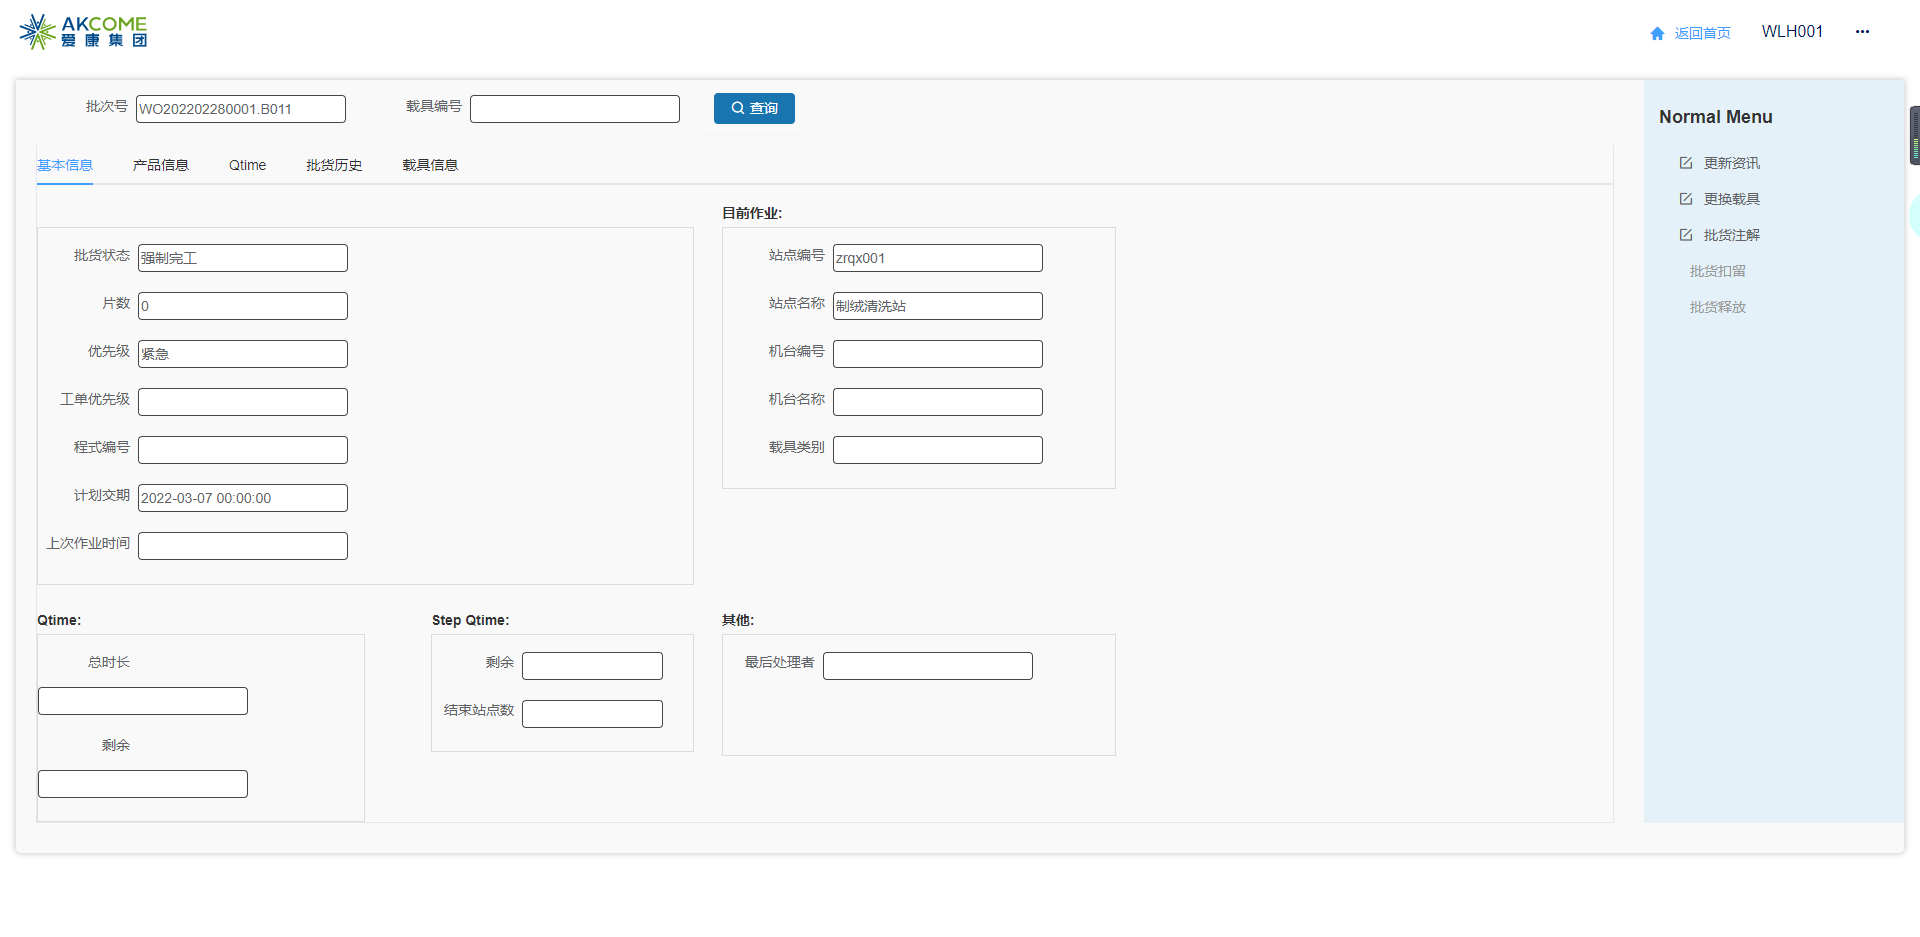 AKCOME
爱康集团
返回首页 WLH001 ···
批次号 WO202202280001.B011 载具编号 查询
基本信息 产品信息 Qtime 批货历史 载具信息
批货状态 强制完工
片数 0
优先级 紧急
工单优先级
程式编号
计划交期 2022-03-07 00:00:00
上次作业时间
目前作业:
站点编号 zrqx001
站点名称 制绒清洗站
机台编号
机台名称
载具类别
Qtime:
总时长
剩余
Step Qtime:
剩余
结束站点数
其他:
最后处理者
Normal Menu
更新资讯
更换载具
批货注解
批货扣留
批货释放